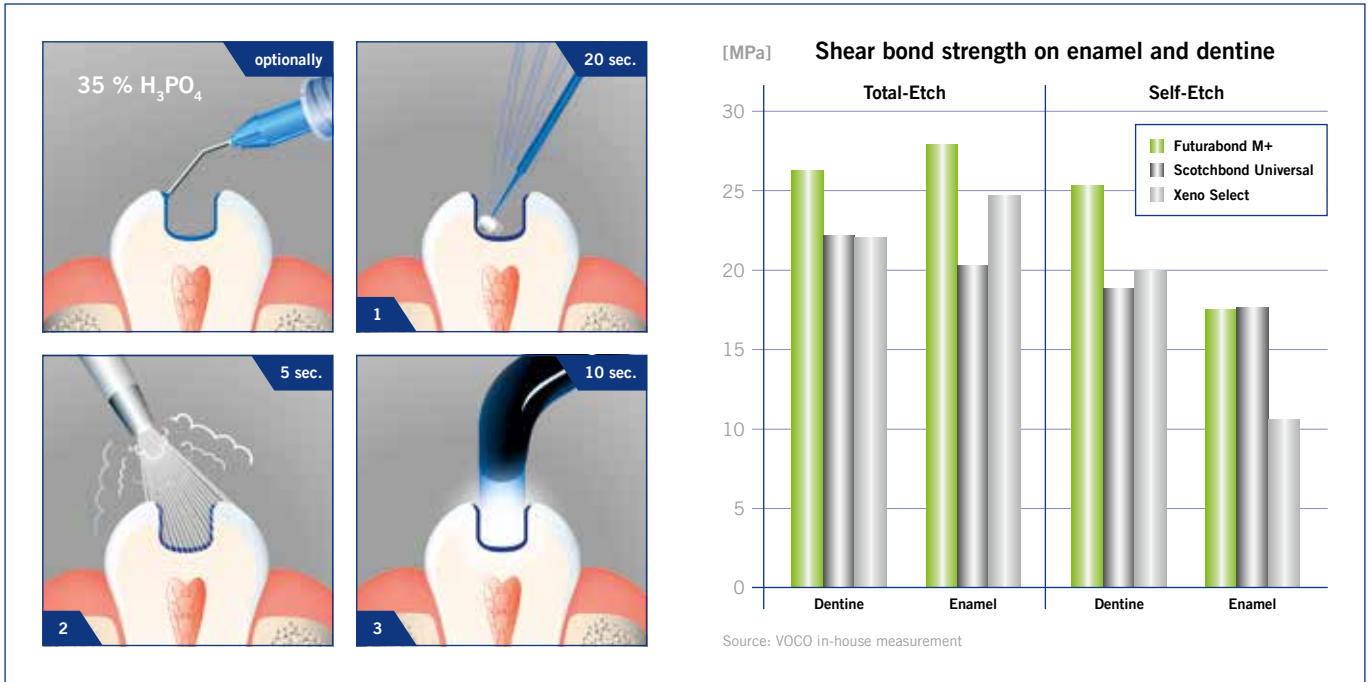 optionally
35 % H₃PO₄
20 sec.
1
5 sec.
2
10 sec.
3
[MPa]
Shear bond strength on enamel and dentine
Total-Etch
Self-Etch
30
25
20
15
10
5
0
Futurabond M+
Scotchbond Universal
Xeno Select
Dentine
Enamel
Dentine
Enamel
Source: VOCO in-house measurement